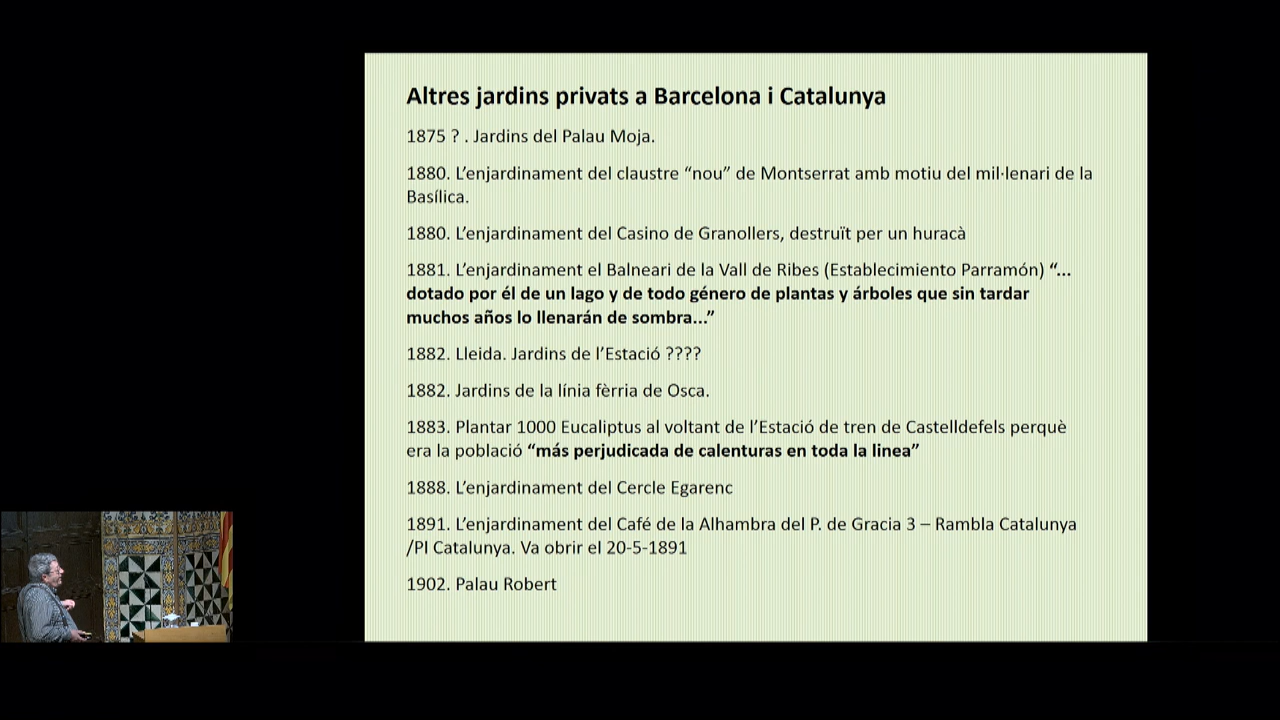 Altres jardins privats a Barcelona i Catalunya
1875 ? . Jardins del Palau Moja.
1880. L’enjardinament del claustre “nou” de Montserrat amb motiu del mil·lenari de la
Basílica.
1880. L’enjardinament del Casino de Granollers, destruït per un huracà
1881. L’enjardinament el Balneari de la Vall de Ribes (Establecimiento Parramón) “...
dotado por él de un lago y de todo género de plantas y árboles que sin tardar
muchos años lo llenarán de sombra...”
1882. Lleida. Jardins de l’Estació ????
1882. Jardins de la línia fèrria de Osca.
1883. Plantar 1000 Eucaliptus al voltant de l’Estació de tren de Castelldefels perquè
era la població “más perjudicada de calenturas en toda la linea”
1888. L’enjardinament del Cercle Egarenc
1891. L’enjardinament del Café de la Alhambra del P. de Gracia 3 – Rambla Catalunya
/Pl Catalunya. Va obrir el 20-5-1891
1902. Palau Robert